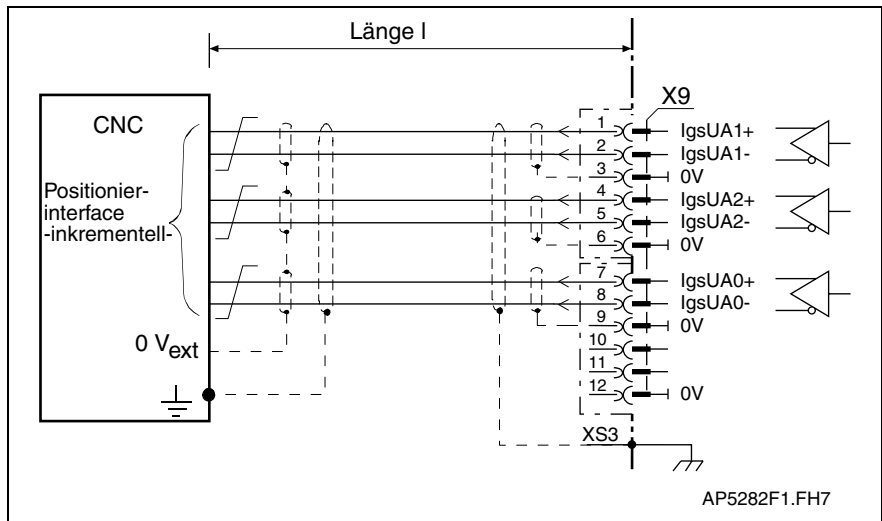 Länge l
X9
CNC
Positionier-
interface
-inkrementell-
0 Vext
1 IgsUA1+
2 IgsUA1-
3 0V
4 IgsUA2+
5 IgsUA2-
6 0V
7 IgsUA0+
8 IgsUA0-
9 0V
10
11
12 0V
XS3
AP5282F1.FH7